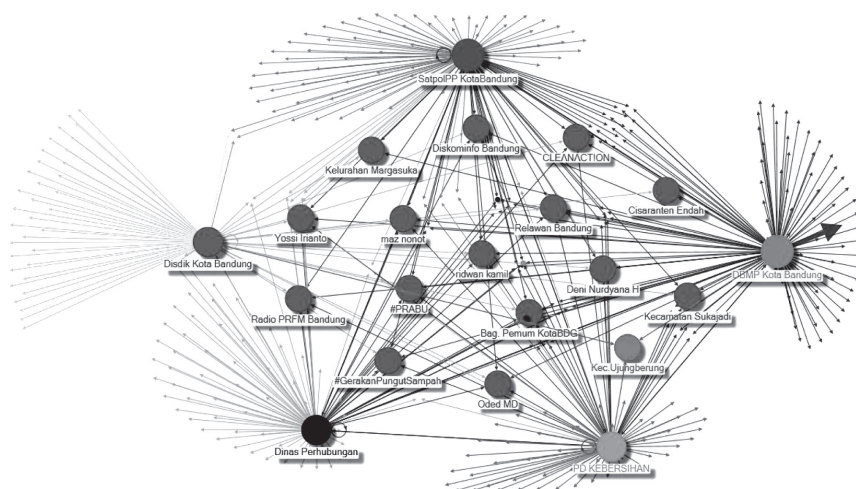 SatpolPP KotaBandung
Diskominfo Bandung
CLEANACTION
Kelurahan Margasuka
Cisaranten Endah
Yossi Irianto
maz nonot
Relawan Bandung
Disdik Kota Bandung
ridwan kamil
Deni Nurdyana H
DBMP Kota Bandung
#PRABU
Radio PRFM Bandung
Bag. Pemum KotaBDG
Kecamatan Sukajadi
Kec.Ujungberung
#GerakanPungutSampah
Oded MD
Dinas Perhubungan
PD KEBERSIHAN